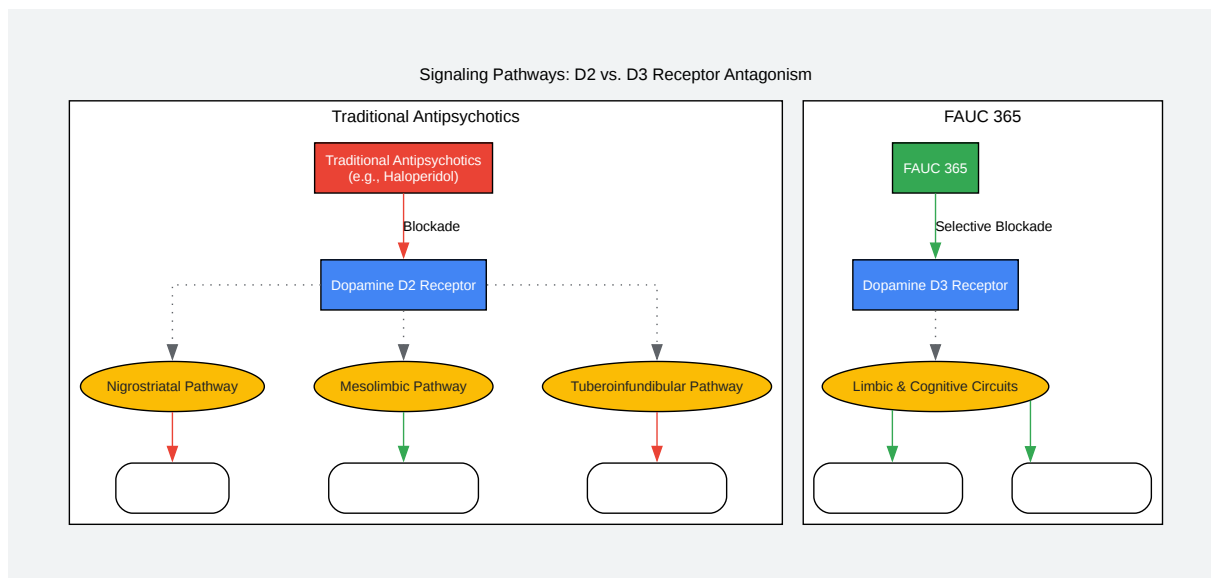 Signaling Pathways: D2 vs. D3 Receptor Antagonism
Traditional Antipsychotics
FAUC 365
Traditional Antipsychotics
(e.g., Haloperidol)
FAUC 365
Blockade
Selective Blockade
Dopamine D2 Receptor
Dopamine D3 Receptor
Nigrostriatal Pathway
Mesolimbic Pathway
Tuberoinfundibular Pathway
Limbic & Cognitive Circuits